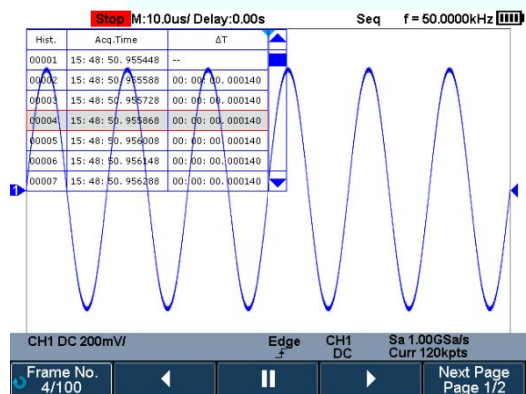 Stop M:10.0us/ Delay:0.00s Seq f = 50.0000kHz
Hist. Acq.Time ΔT
00001 15: 48: 50. 955448 --
00002 15: 48: 50. 955588 00: 00: 00. 000140
00003 15: 48: 50. 955728 00: 00: 00. 000140
00004 15: 48: 50. 955868 00: 00: 00. 000140
00005 15: 48: 50. 956008 00: 00: 00. 000140
00006 15: 48: 50. 956148 00: 00: 00. 000140
00007 15: 48: 50. 956288 00: 00: 00. 000140
1
CH1 DC 200mV/ Edge CH1 Sa 1.00GSa/s
DC Curr 120kpts
Frame No. Next Page
4/100 Page 1/2